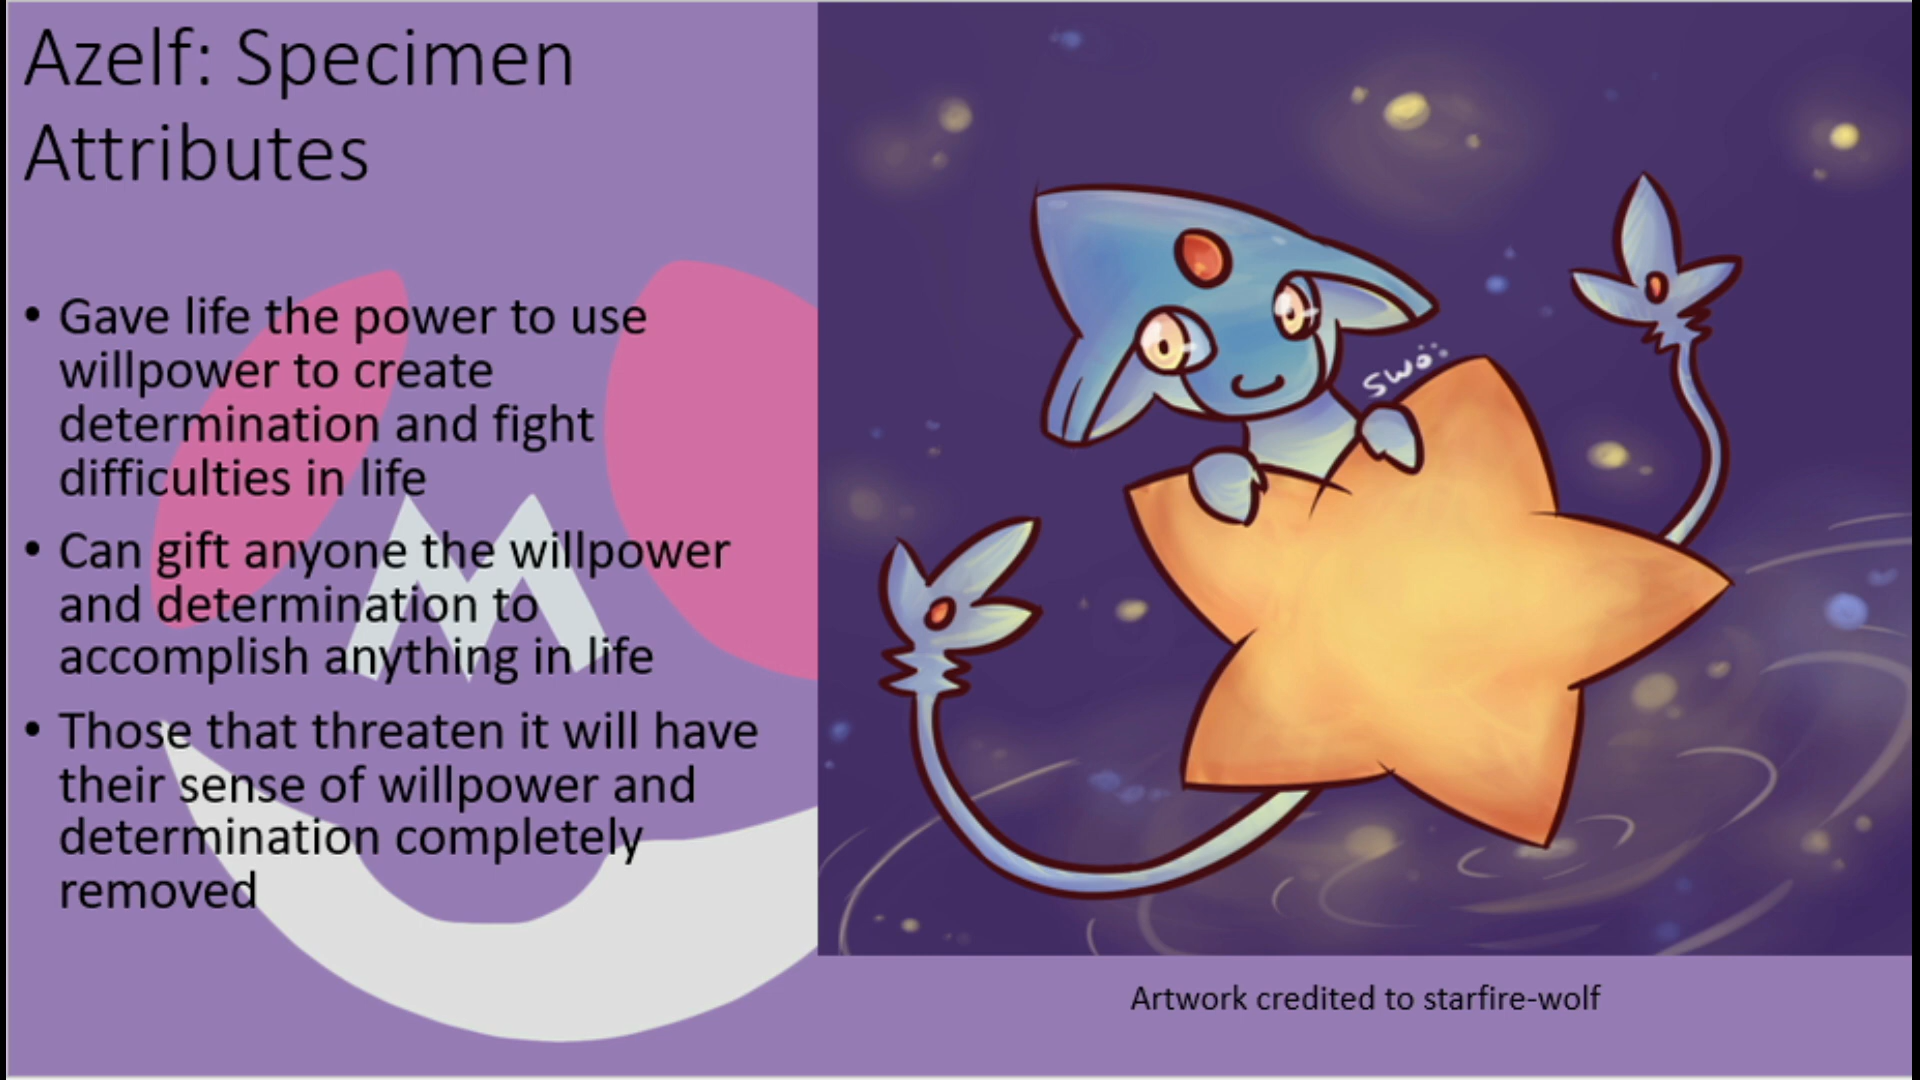 Azelf: Specimen
Attributes
• Gave life the power to use
willpower to create
determination and fight
difficulties in life
• Can gift anyone the willpower
and determination to
accomplish anything in life
• Those that threaten it will have
their sense of willpower and
determination completely
removed
M
swö
Artwork credited to starfire-wolf